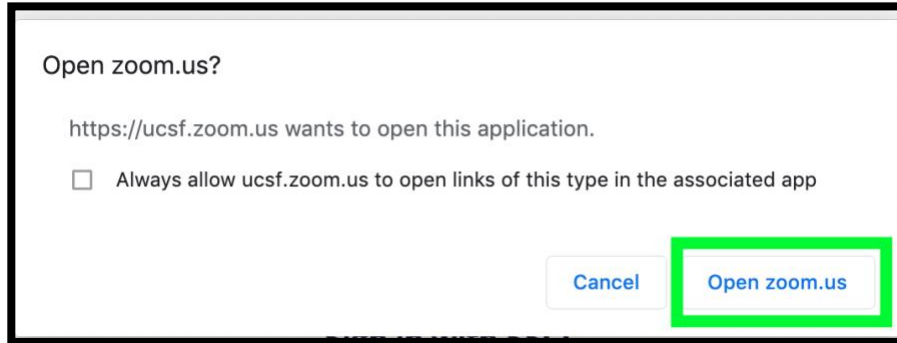 Open zoom.us?
https://ucsf.zoom.us wants to open this application.
Always allow ucsf.zoom.us to open links of this type in the associated app
Cancel Open zoom.us